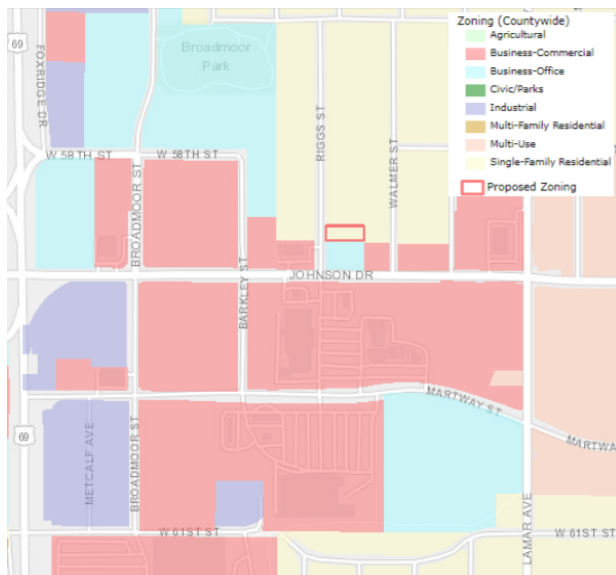 Zoning (Countywide)
Agricultural
Business-Commercial
Business-Office
Civic/Parks
Industrial
Multi-Family Residential
Multi-Use
Single-Family Residential
Proposed Zoning
69
FOXRIDGE DR
Broadmoor
Park
RIGGS ST
WALMER ST
W 58TH ST
W 58TH ST
BROADMOOR ST
BARKLEY ST
JOHNSON DR
MARTWAY ST
MARTWA
69
METCALF AVE
BROADMOOR ST
LAMAR AVE
W 61ST ST
W 61ST ST